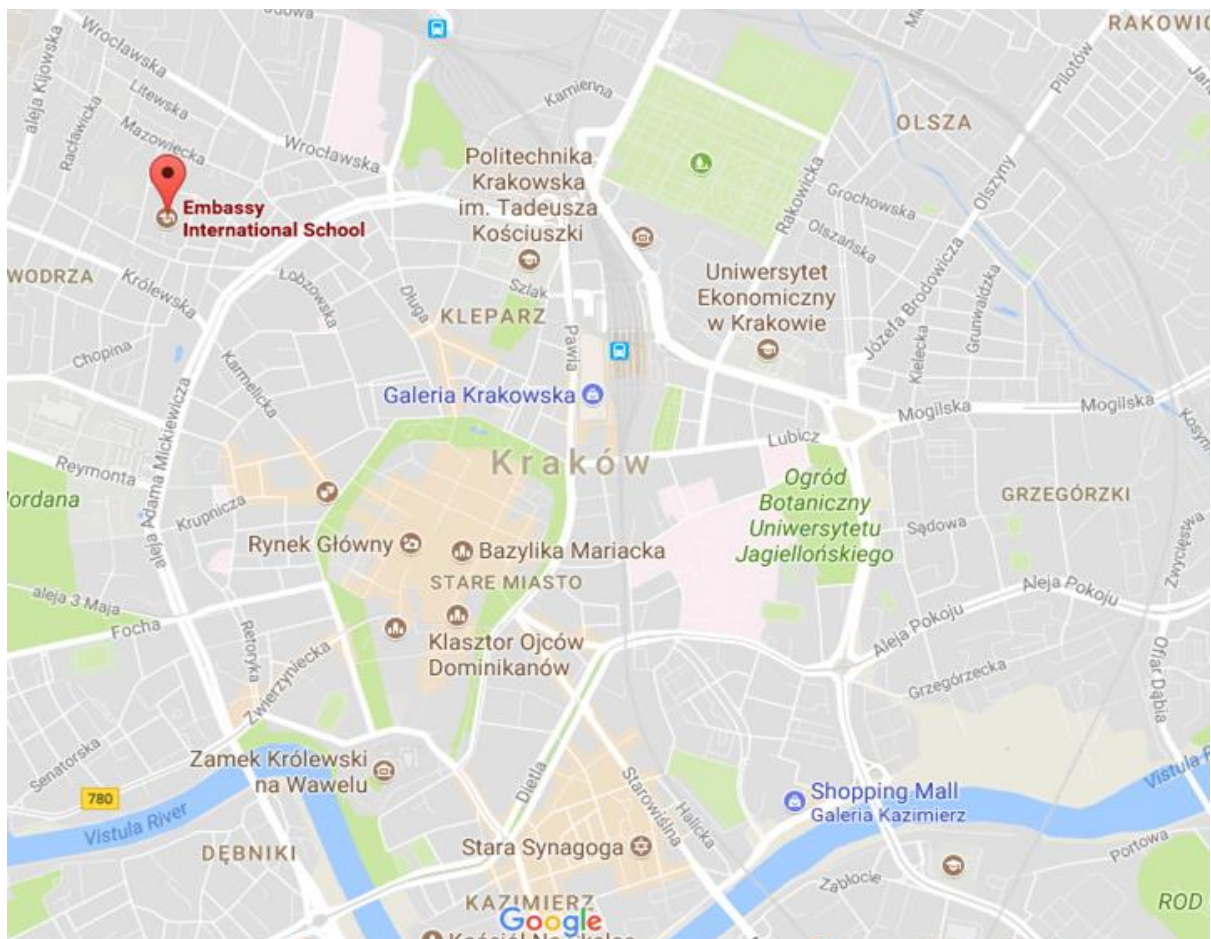 RAKOWIC
Wrocławska
aleja Kijowska
Litewska
Racławicka
Mazowiecka
Kamienna
Pilotów
OLSZA
Wrocławska
Politechnika
Krakowska
im. Tadeusza
Kościuszki
Rakowicka
Grochowska
Olszyny
Olszańska
Embassy
International School
WODRZA
Królewska
Łobzowska
Długa
Szlak
KLEPARZ
Uniwersytet
Ekonomiczny
w Krakowie
Józefa Brodowicza
Grunwaldzka
Kielecka
Chopina
Karmelicka
Pawia
Galeria Krakowska
Mogilska
Mogilska
Lubicz
Kraków
Reymonta
aleja Adama Mickiewicza
Jordana
Krupnicza
Ogród
Botaniczny
Uniwersytetu
Jagiellońskiego
GRZEGÓRZKI
Sądowa
Zwycięstwa
Rynek Główny
Bazylika Mariacka
STARE MIASTO
aleja 3 Maja
Focha
Retoryka
Klasztor Ojców
Dominikanów
Aleja Pokoju
Aleja Pokoju
Grzegórzecka
Ofiar Dąbia
Zwierzyniecka
Senatorska
Zamek Królewski
na Wawelu
780
Vistula River
Dietla
Starowiślna
Halicka
Shopping Mall
Galeria Kazimierz
Vistula River
Stara Synagoga
DĘBNIKI
Portowa
Zabłocie
KAZIMIERZ
Google
ROD